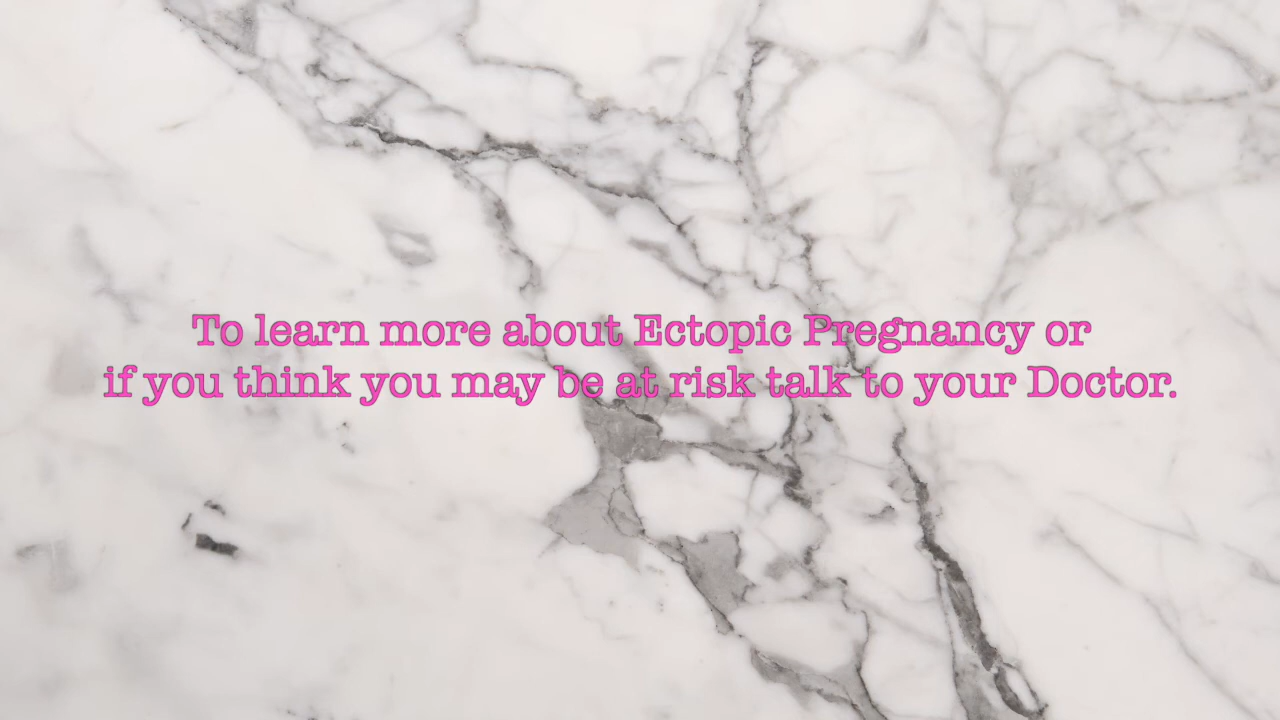 To learn more about Ectopic Pregnancy or
if you think you may be at risk talk to your Doctor.